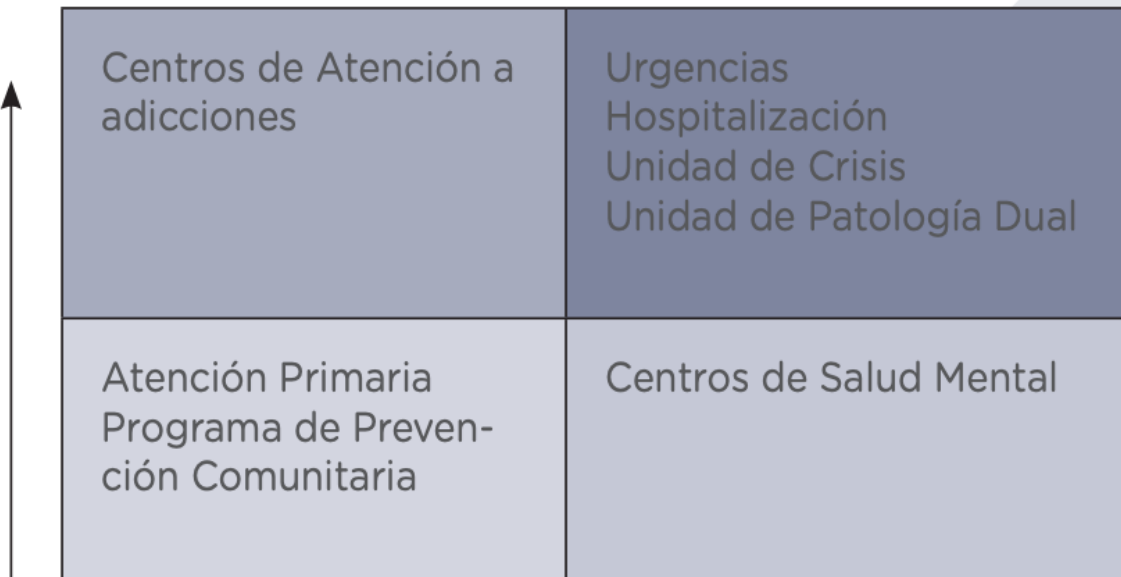 Centros de Atención a
adicciones
Urgencias
Hospitalización
Unidad de Crisis
Unidad de Patología Dual
Atención Primaria
Programa de Preven-
ción Comunitaria
Centros de Salud Mental